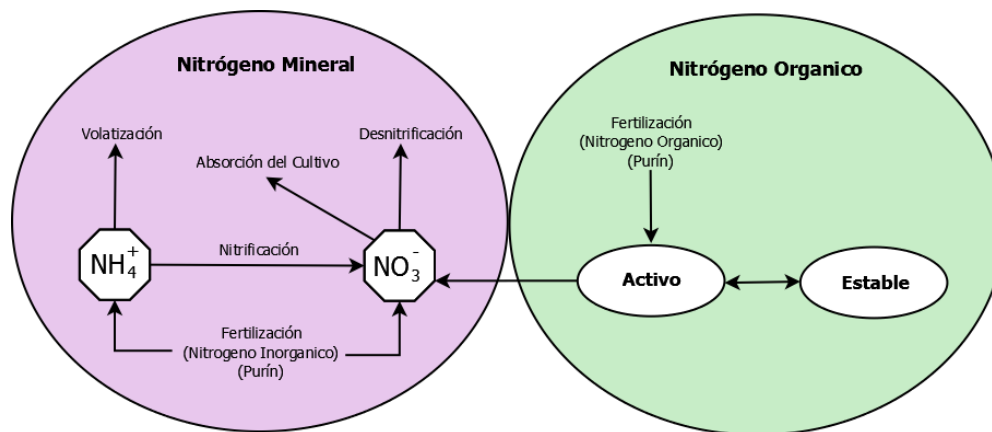 Nitrógeno Mineral
Volatización
Desnitrificación
Absorción del Cultivo
NH₄⁺
Nitrificación
NO₃⁻
Fertilización
(Nitrogeno Inorganico)
(Purín)
Nitrógeno Organico
Fertilización
(Nitrogeno Organico)
(Purín)
Activo
Estable